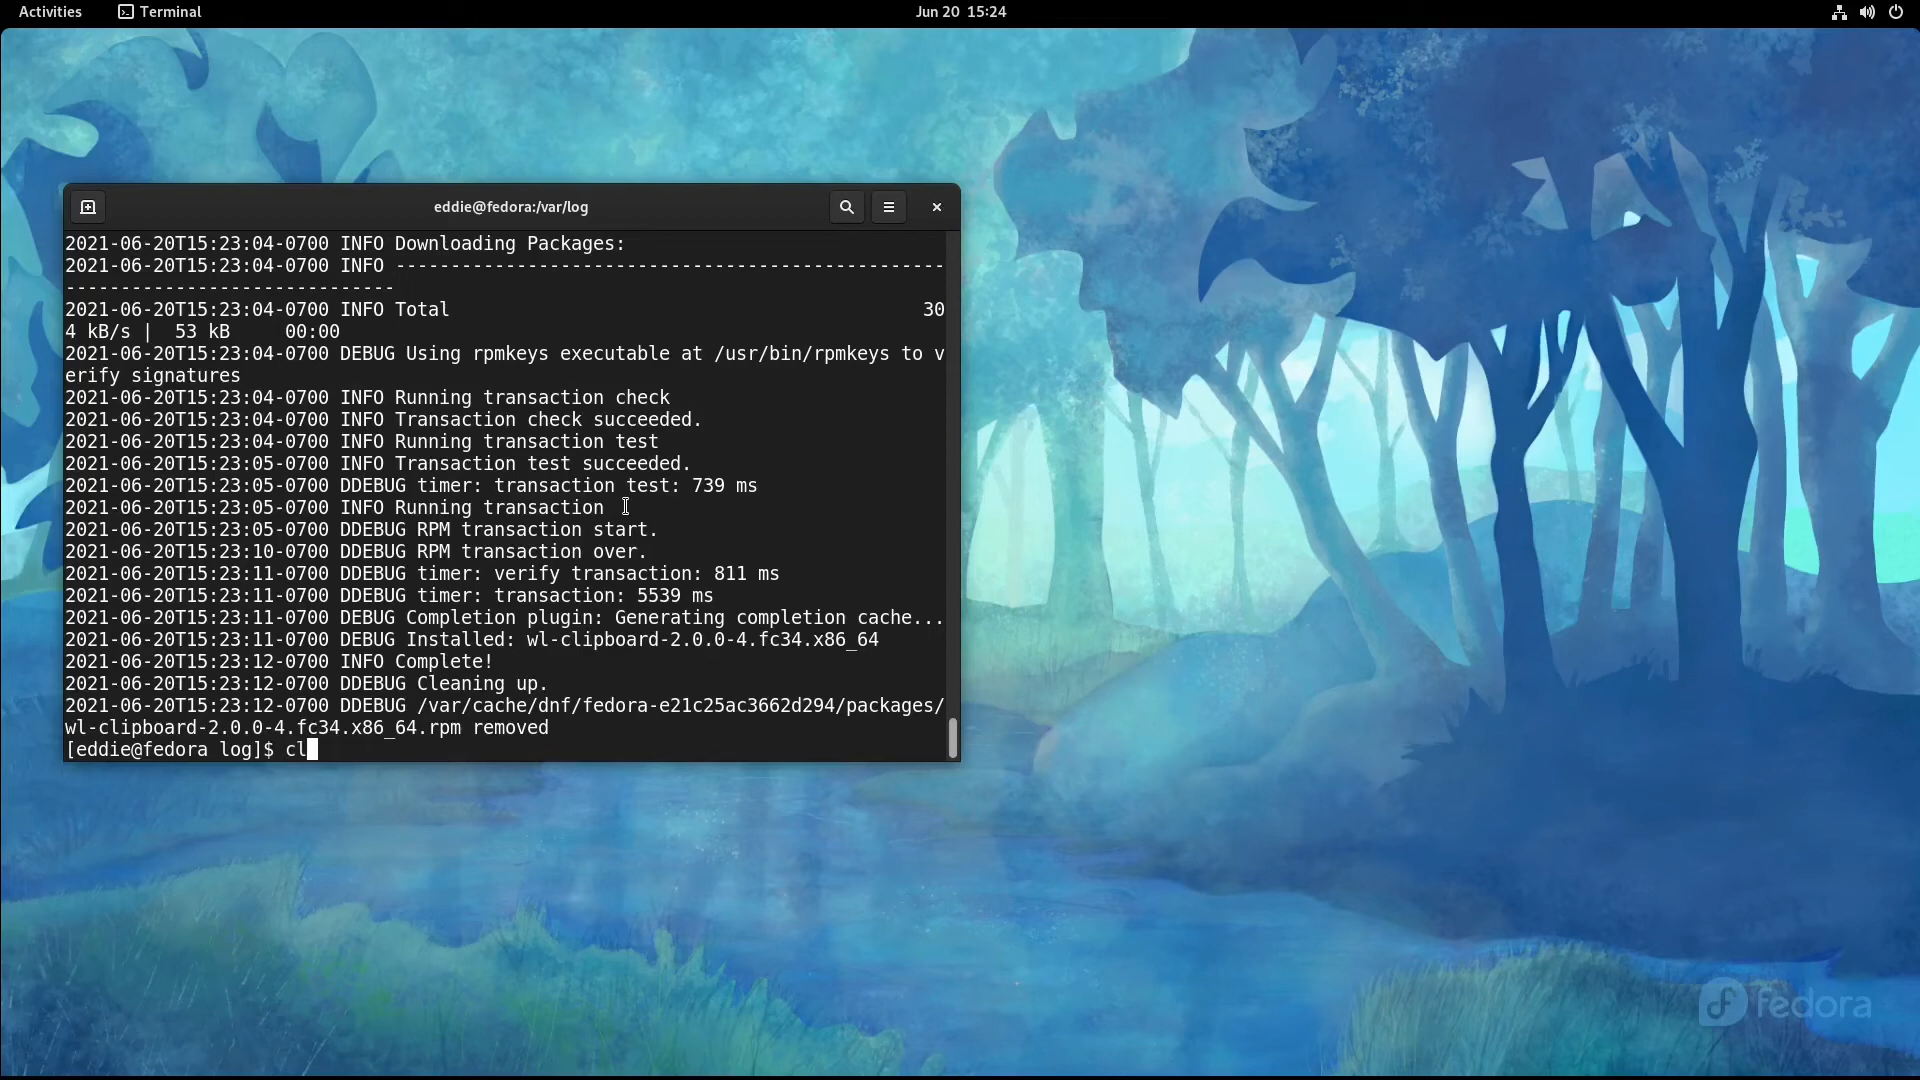 Activities Terminal Jun 20 15:24
eddie@fedora:/var/log
2021-06-20T15:23:04-0700 INFO Downloading Packages:
2021-06-20T15:23:04-0700 INFO --------------------------------------------------
------------------------------
2021-06-20T15:23:04-0700 INFO Total                                           30
4 kB/s |  53 kB     00:00
2021-06-20T15:23:04-0700 DEBUG Using rpmkeys executable at /usr/bin/rpmkeys to v
erify signatures
2021-06-20T15:23:04-0700 INFO Running transaction check
2021-06-20T15:23:04-0700 INFO Transaction check succeeded.
2021-06-20T15:23:04-0700 INFO Running transaction test
2021-06-20T15:23:05-0700 INFO Transaction test succeeded.
2021-06-20T15:23:05-0700 DDEBUG timer: transaction test: 739 ms
2021-06-20T15:23:05-0700 INFO Running transaction
2021-06-20T15:23:05-0700 DDEBUG RPM transaction start.
2021-06-20T15:23:10-0700 DDEBUG RPM transaction over.
2021-06-20T15:23:11-0700 DDEBUG timer: verify transaction: 811 ms
2021-06-20T15:23:11-0700 DDEBUG timer: transaction: 5539 ms
2021-06-20T15:23:11-0700 DEBUG Completion plugin: Generating completion cache...
2021-06-20T15:23:11-0700 DEBUG Installed: wl-clipboard-2.0.0-4.fc34.x86_64
2021-06-20T15:23:12-0700 INFO Complete!
2021-06-20T15:23:12-0700 DDEBUG Cleaning up.
2021-06-20T15:23:12-0700 DDEBUG /var/cache/dnf/fedora-e21c25ac3662d294/packages/
wl-clipboard-2.0.0-4.fc34.x86_64.rpm removed
[eddie@fedora log]$ cl
fedora